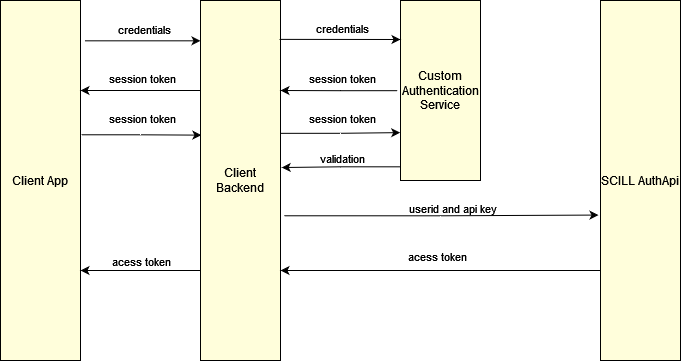 credentials
credentials
session token
session token
Custom
Authentication
Service
session token
session token
validation
Client App
Client
Backend
SCILL AuthApi
userid and api key
acess token
acess token